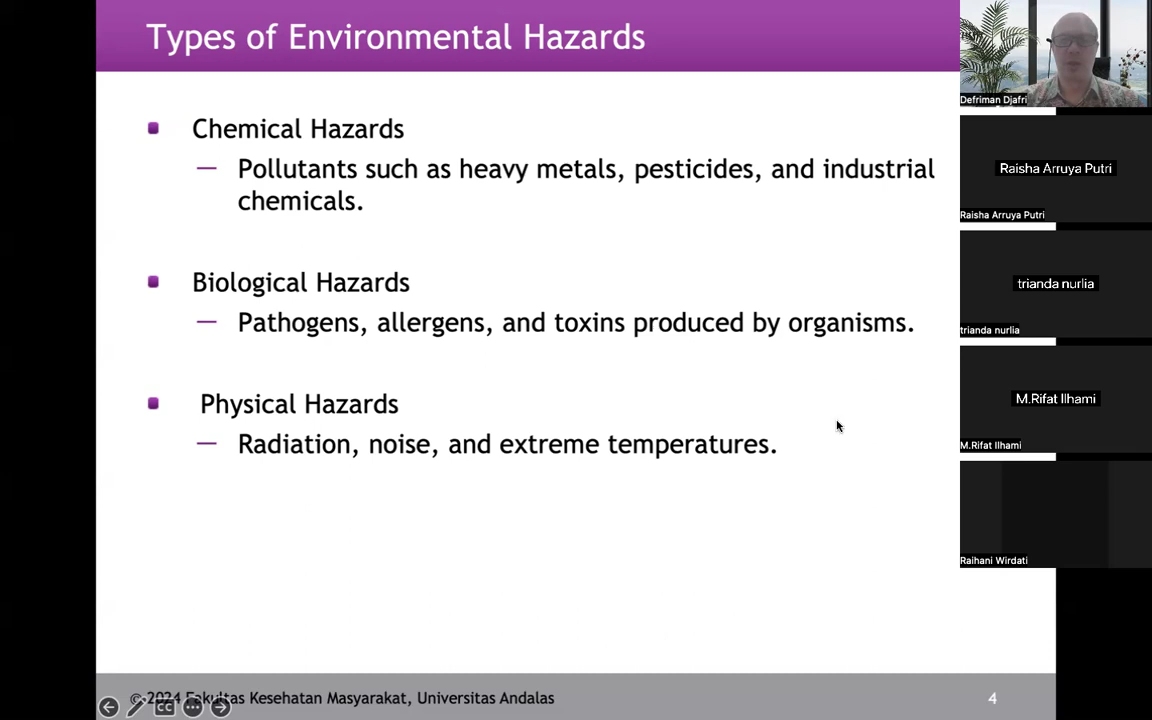 Types of Environmental Hazards
Chemical Hazards
— Pollutants such as heavy metals, pesticides, and industrial
chemicals.
Biological Hazards
— Pathogens, allergens, and toxins produced by organisms.
Physical Hazards
— Radiation, noise, and extreme temperatures.
© 2024 Fakultas Kesehatan Masyarakat, Universitas Andalas
4
CC
Defriman Djafri
Raisha Arruya Putri
Raisha Arruya Putri
trianda nurlia
trianda nurlia
M.Rifat Ilhami
M.Rifat Ilhami
Raihani Wirdati